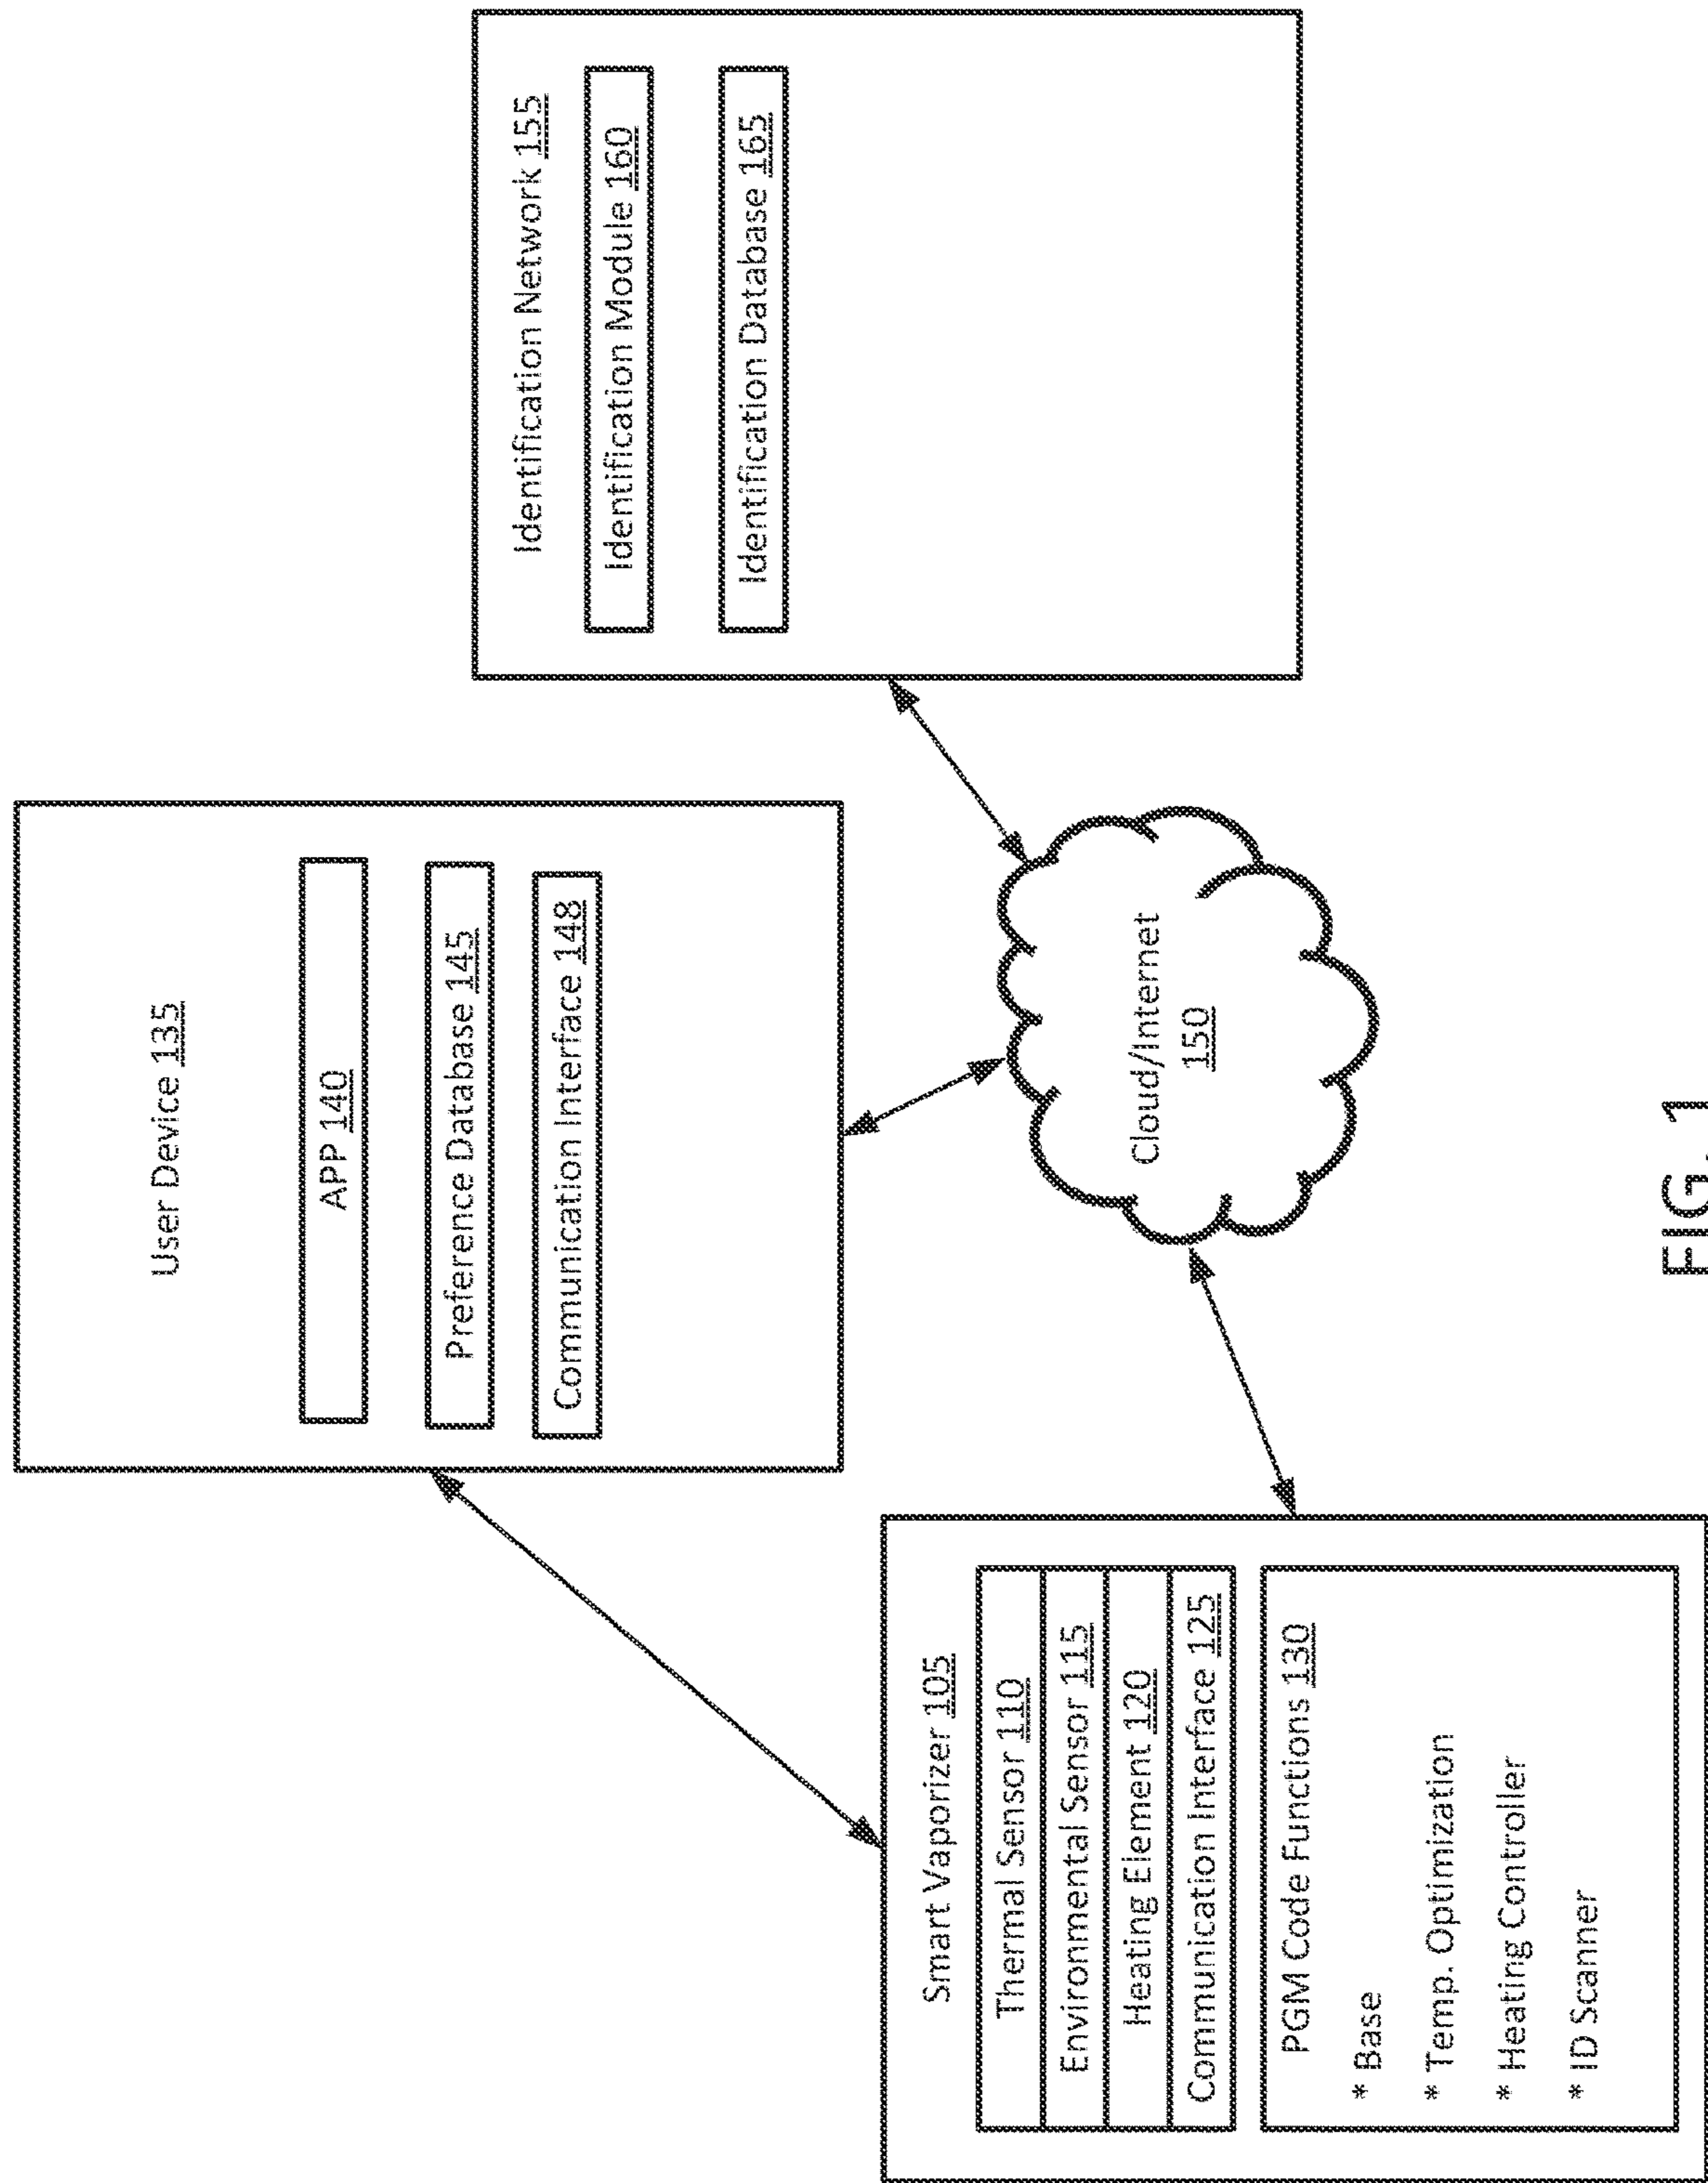 User Device 135
APP 140
Preference Database 145
Communication Interface 148
Smart Vaporizer 105
Thermal Sensor 110
Environmental Sensor 115
Heating Element 120
Communication Interface 125
PGM Code Functions 130
* Base
* Temp. Optimization
* Heating Controller
* ID Scanner
Cloud/Internet
150
Identification Network 155
Identification Module 160
Identification Database 165
FIG. 1